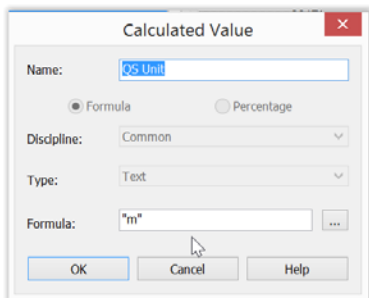 Calculated Value
Name: QS Unit
Formula Percentage
Discipline: Common
Type: Text
Formula: "m" ...
OK Cancel Help